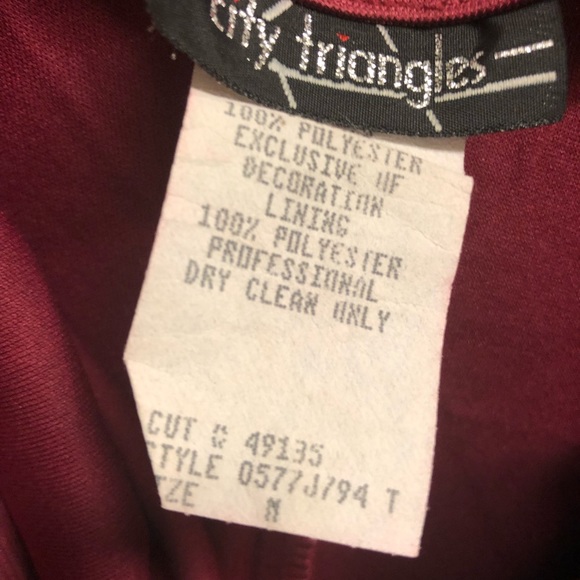 city triangles
100% POLYESTER
EXCLUSIVE OF
DECORATION
LINING
100% POLYESTER
PROFESSIONAL
DRY CLEAN ONLY
CUT # 49135
STYLE 0577J/94 T
IZE M